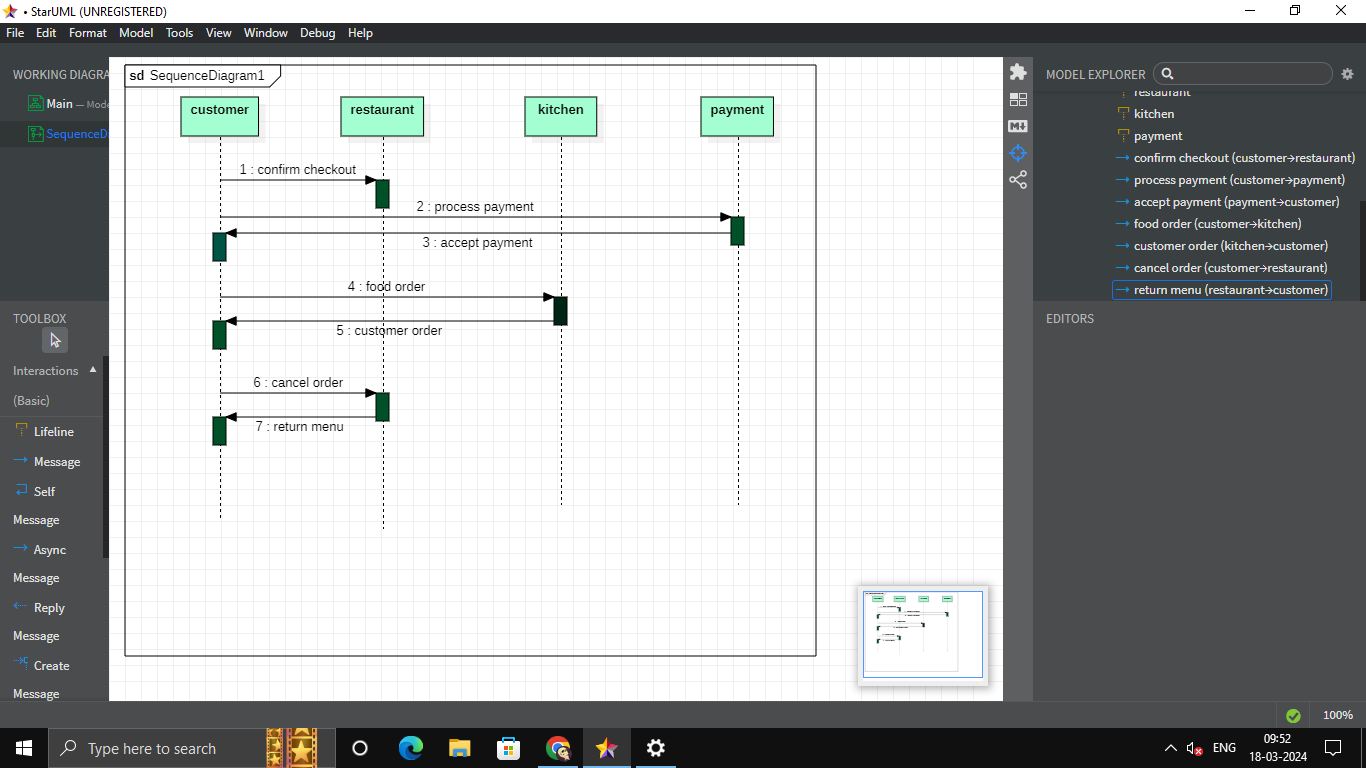 • StarUML (UNREGISTERED)
File Edit Format Model Tools View Window Debug Help
WORKING DIAGRA
Main — Mode
SequenceDi
TOOLBOX
Interactions
(Basic)
Lifeline
Message
Self
Message
Async
Message
Reply
Message
Create
Message
sd SequenceDiagram1
customer restaurant kitchen payment
1 : confirm checkout
2 : process payment
3 : accept payment
4 : food order
5 : customer order
6 : cancel order
7 : return menu
M
MODEL EXPLORER
restaurant
kitchen
payment
confirm checkout (customer→restaurant)
process payment (customer→payment)
accept payment (payment→customer)
food order (customer→kitchen)
customer order (kitchen→customer)
cancel order (customer→restaurant)
return menu (restaurant→customer)
EDITORS
100%
Type here to search
ENG
09:52
18-03-2024